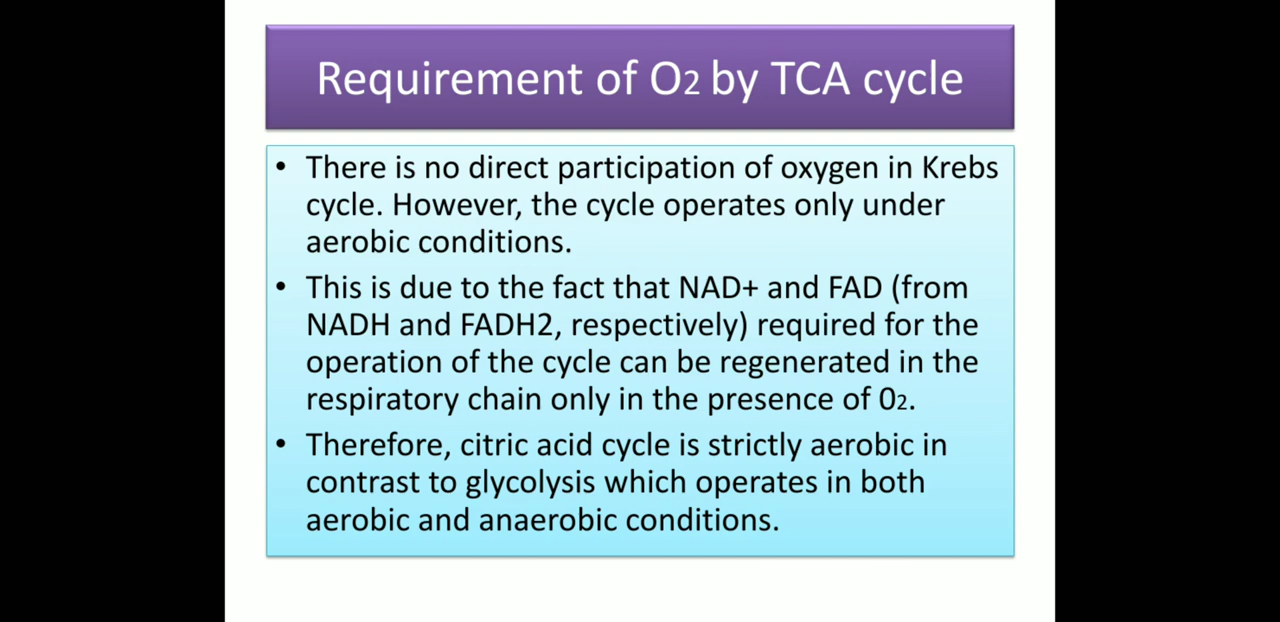 Requirement of O2 by TCA cycle
• There is no direct participation of oxygen in Krebs
cycle. However, the cycle operates only under
aerobic conditions.
• This is due to the fact that NAD+ and FAD (from
NADH and FADH2, respectively) required for the
operation of the cycle can be regenerated in the
respiratory chain only in the presence of 02.
• Therefore, citric acid cycle is strictly aerobic in
contrast to glycolysis which operates in both
aerobic and anaerobic conditions.